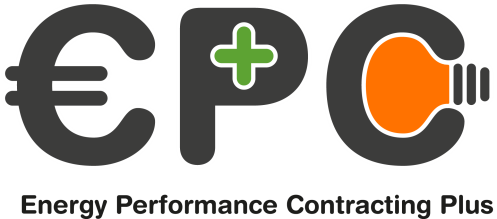 €PC
Energy Performance Contracting Plus